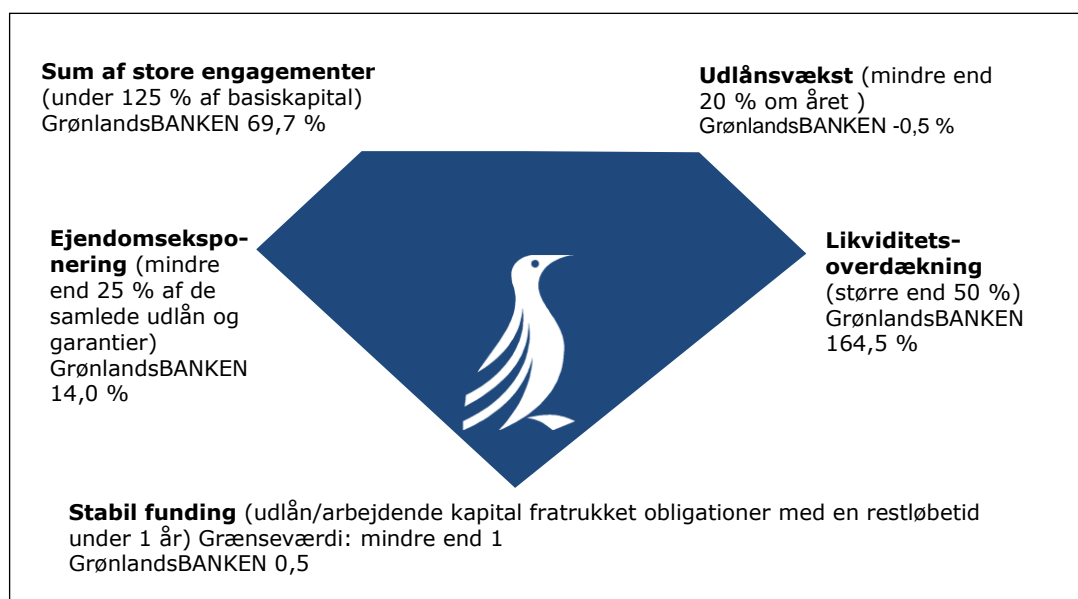 Sum af store engagementer
(under 125 % af basiskapital)
GrønlandsBANKEN 69,7 %
Udlånsvækst (mindre end
20 % om året )
GrønlandsBANKEN -0,5 %
Ejendomsekspo-
nering (mindre
end 25 % af de
samlede udlån og
garantier)
GrønlandsBANKEN
14,0 %
Likviditets-
overdækning
(større end 50 %)
GrønlandsBANKEN
164,5 %
Stabil funding (udlån/arbejdende kapital fratrukket obligationer med en restløbetid
under 1 år) Grænseværdi: mindre end 1
GrønlandsBANKEN 0,5